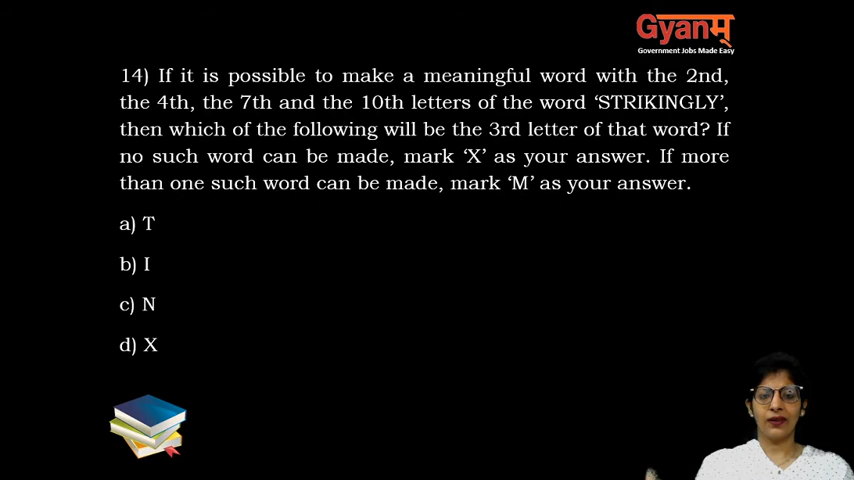 Gyanम्
Government Jobs Made Easy
14) If it is possible to make a meaningful word with the 2nd,
the 4th, the 7th and the 10th letters of the word ‘STRIKINGLY’,
then which of the following will be the 3rd letter of that word? If
no such word can be made, mark ‘X’ as your answer. If more
than one such word can be made, mark ‘M’ as your answer.
a) T
b) I
c) N
d) X